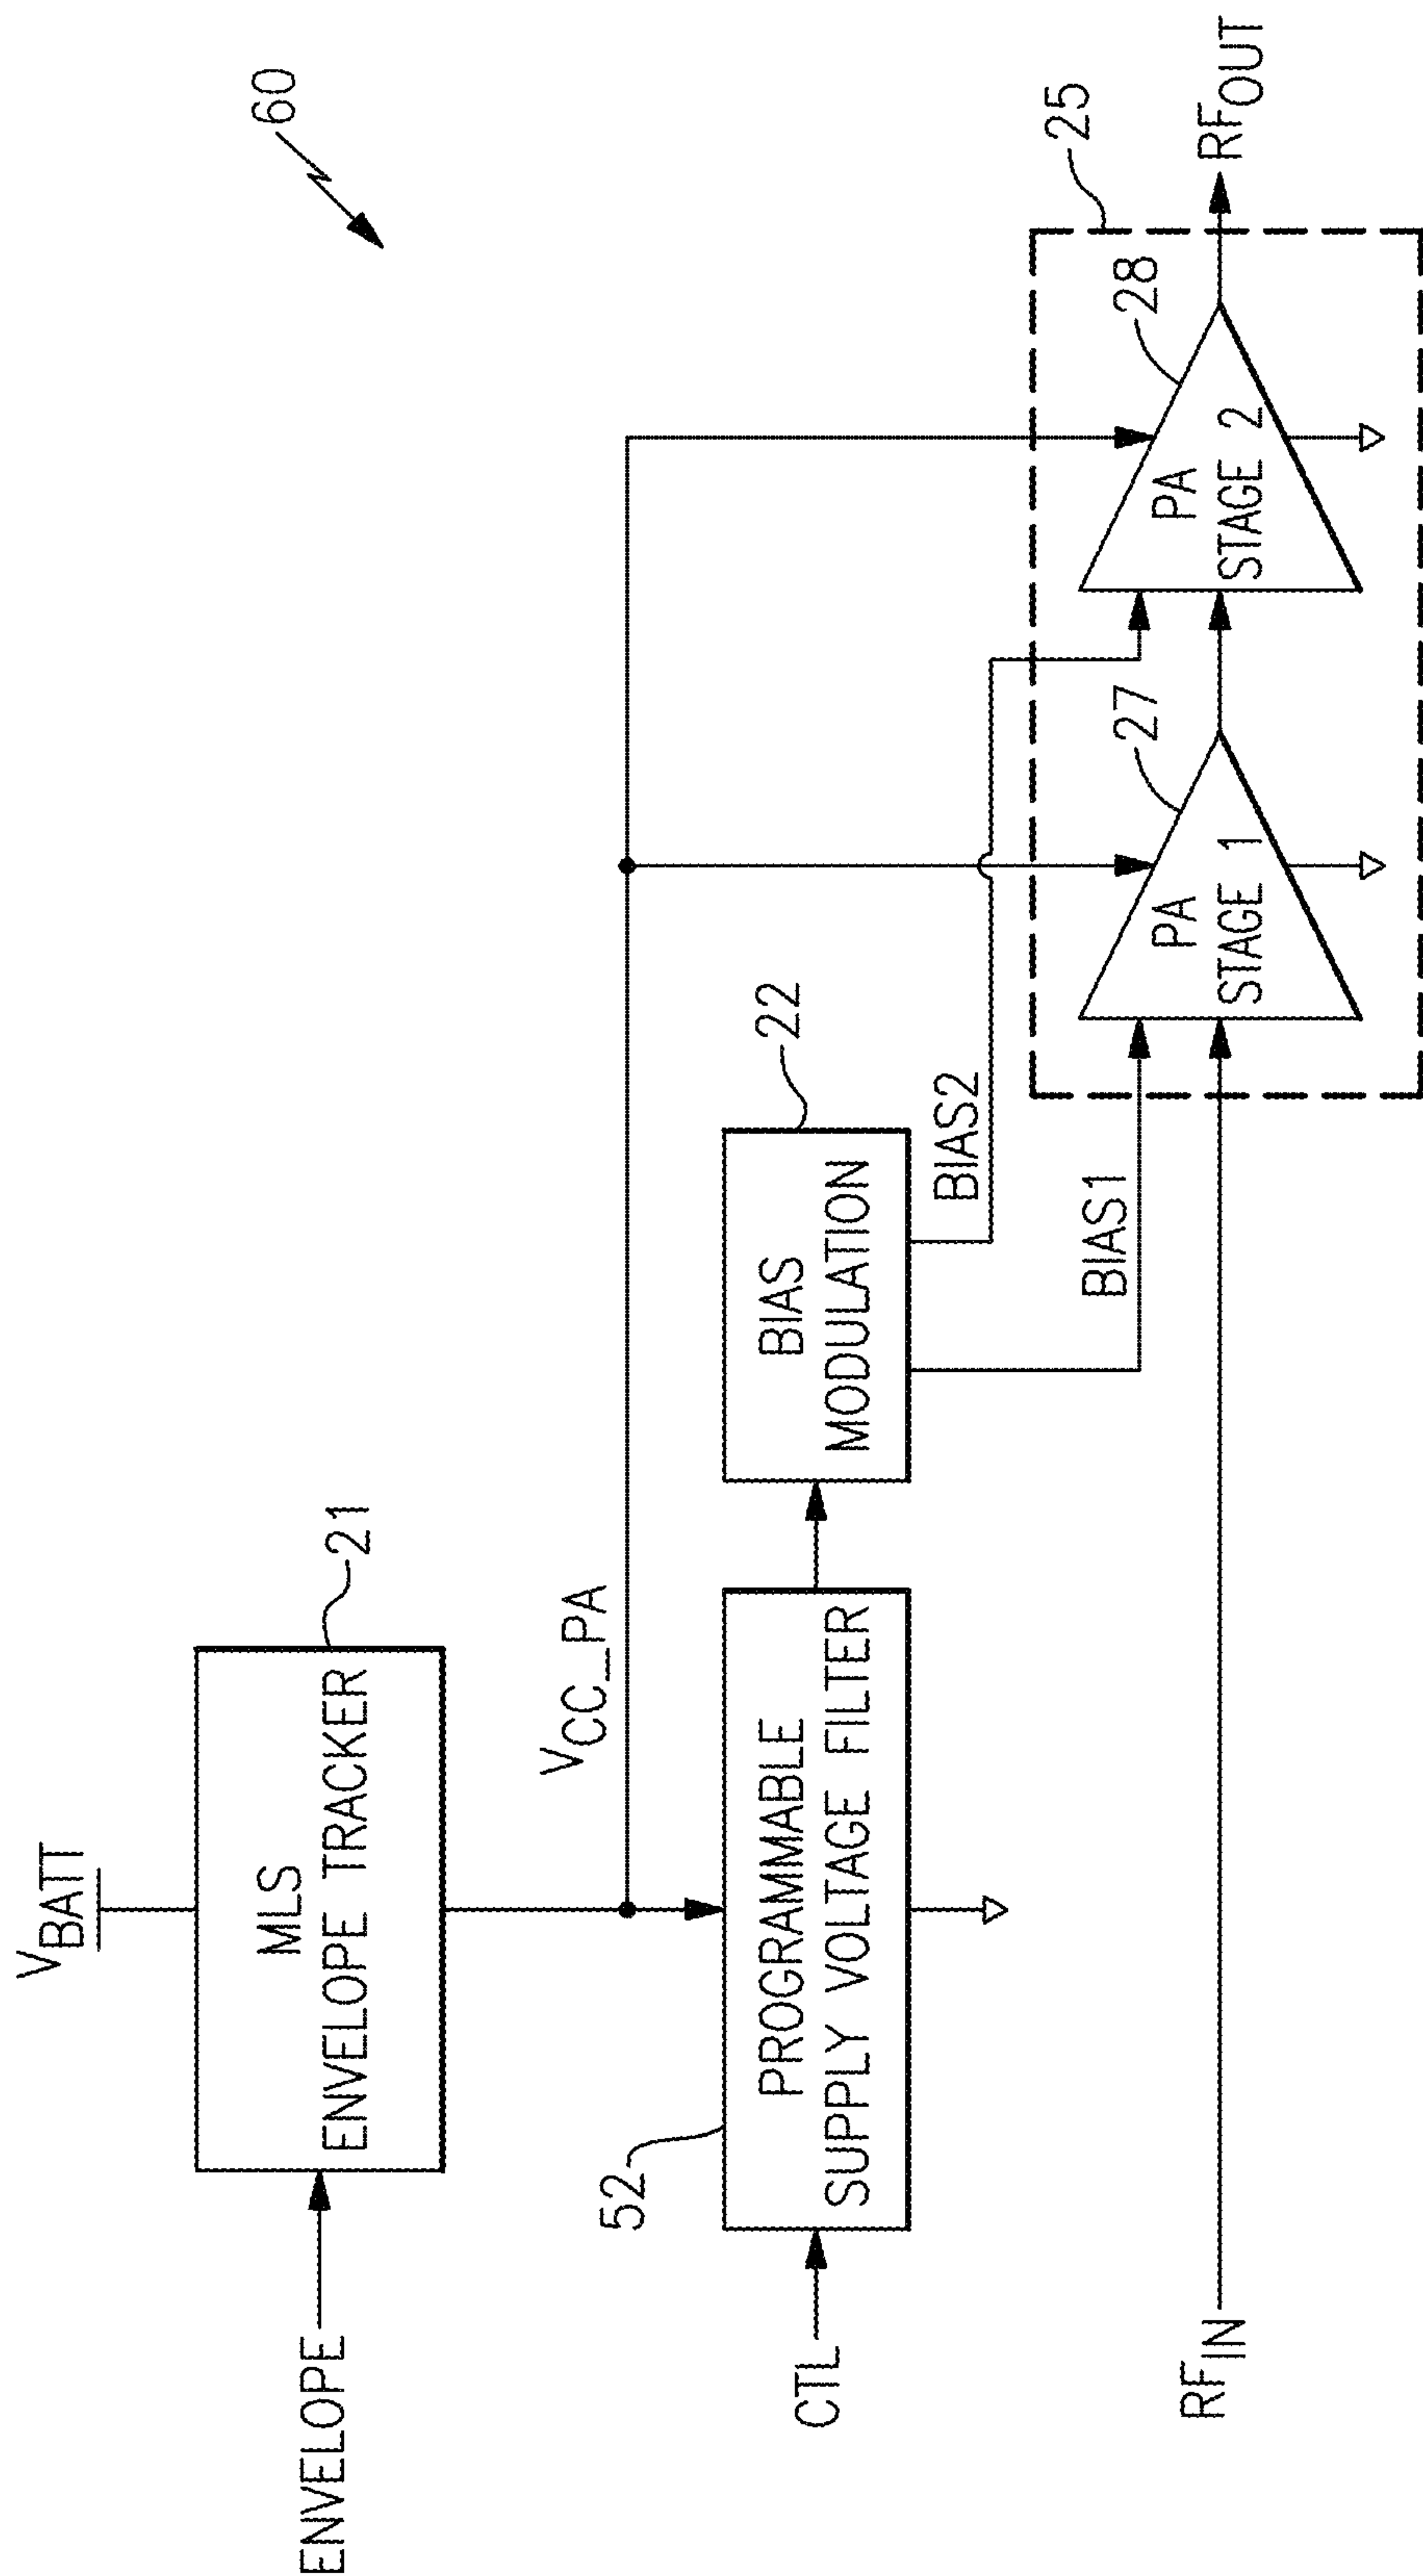 60
V_BATT
MLS
ENVELOPE TRACKER
21
ENVELOPE
V_CC_PA
52
PROGRAMMABLE
SUPPLY VOLTAGE FILTER
CTL
BIAS
MODULATION
22
BIAS2
BIAS1
25
27
PA
STAGE 1
28
PA
STAGE 2
RF_IN
RF_OUT